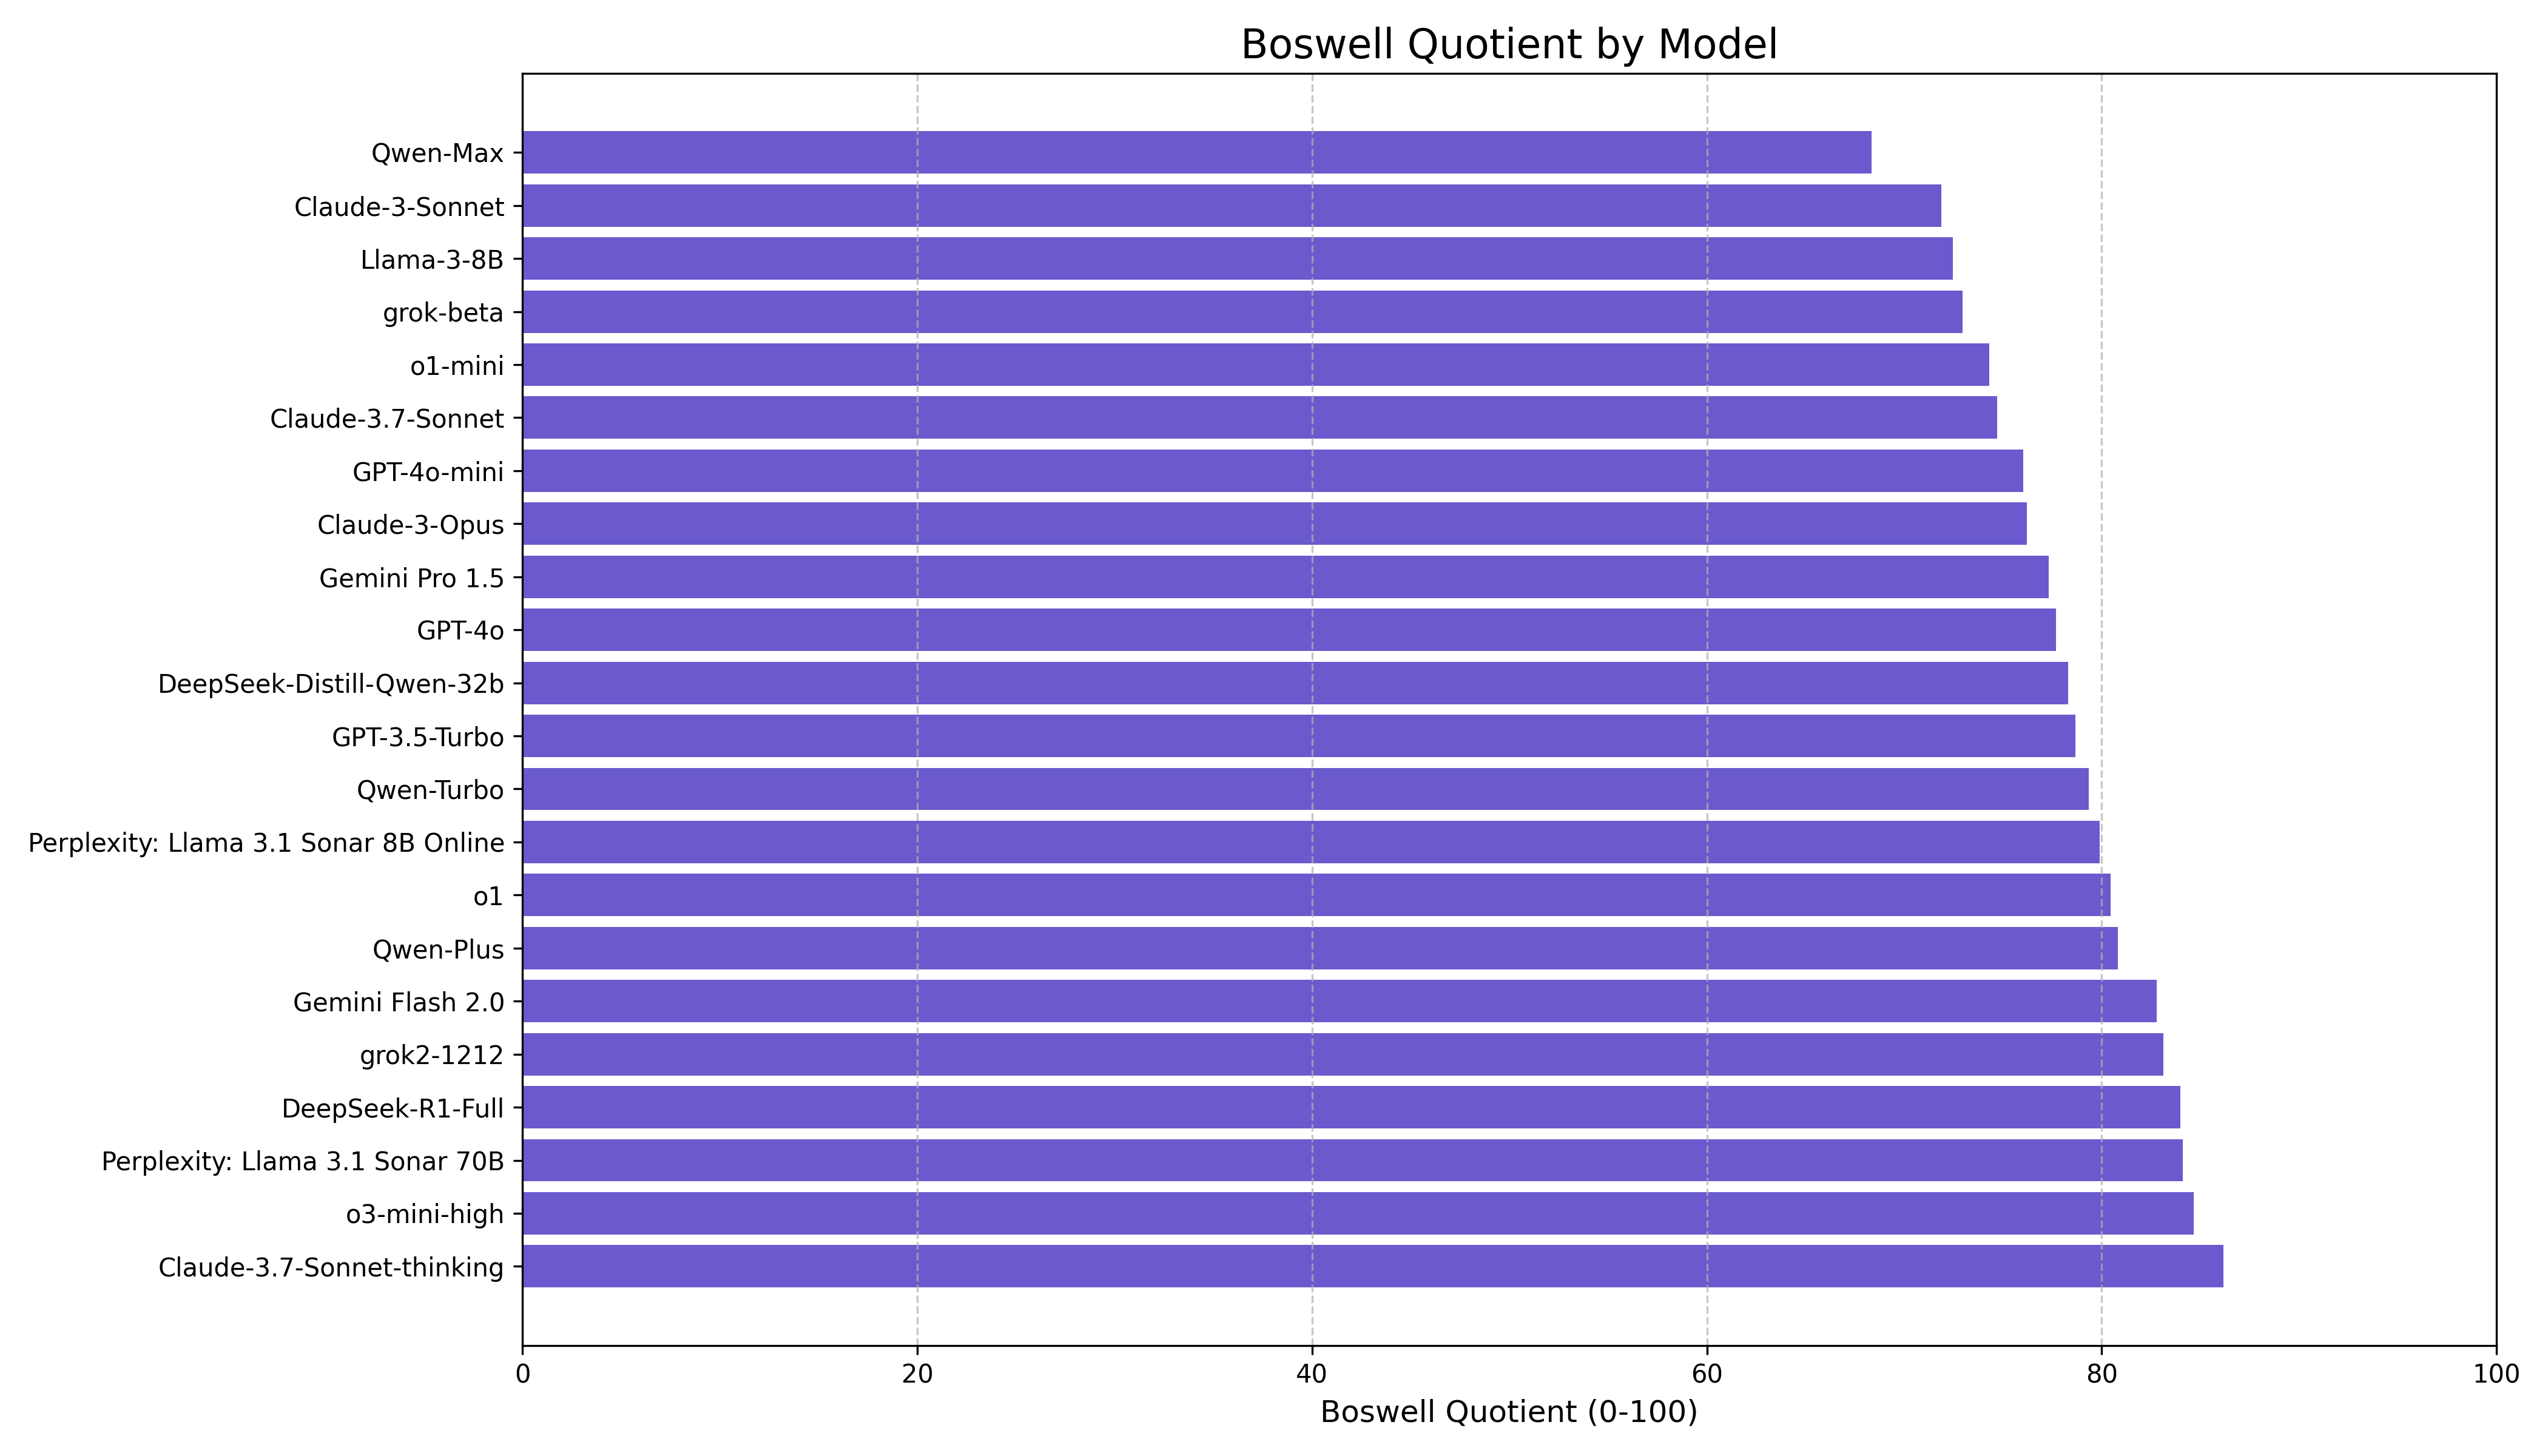 Boswell Quotient by Model
Qwen-Max
Claude-3-Sonnet
Llama-3-8B
grok-beta
o1-mini
Claude-3.7-Sonnet
GPT-4o-mini
Claude-3-Opus
Gemini Pro 1.5
GPT-4o
DeepSeek-Distill-Qwen-32b
GPT-3.5-Turbo
Qwen-Turbo
Perplexity: Llama 3.1 Sonar 8B Online
o1
Qwen-Plus
Gemini Flash 2.0
grok2-1212
DeepSeek-R1-Full
Perplexity: Llama 3.1 Sonar 70B
o3-mini-high
Claude-3.7-Sonnet-thinking
0 20 40 60 80 100
Boswell Quotient (0-100)